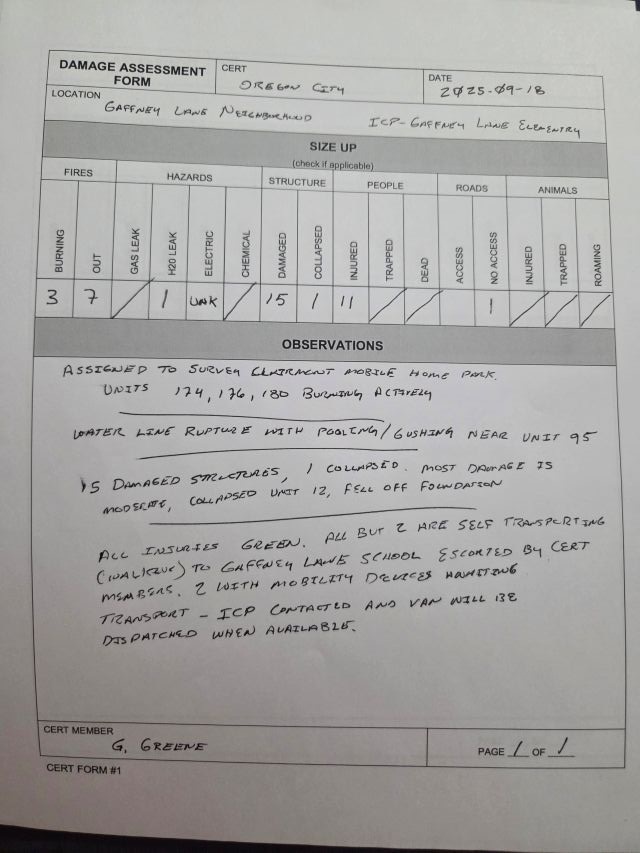 DAMAGE ASSESSMENT FORM
CERT
OREGON CITY
DATE
2025-09-18
LOCATION
GAFFNEY LANE NEIGHBORHOOD ICP-GAFFNEY LANE ELEMENTRY
SIZE UP
(check if applicable)
FIRES HAZARDS STRUCTURE PEOPLE ROADS ANIMALS
BURNING OUT GAS LEAK H20 LEAK ELECTRIC CHEMICAL DAMAGED COLLAPSED INJURED TRAPPED DEAD ACCESS NO ACCESS INJURED TRAPPED ROAMING
3 7 / 1 UNK / 15 1 11 / / 1 / / /
OBSERVATIONS
ASSIGNED TO SURVEY CLAIRMONT MOBILE HOME PARK.
UNITS 174, 176, 180 BURNING ACTIVELY
WATER LINE RUPTURE WITH POOLING/GUSHING NEAR UNIT 95
15 DAMAGED STRUCTURES, 1 COLLAPSED. MOST DAMAGE IS
MODERATE, COLLAPSED UNIT 12, FELL OFF FOUNDATION
ALL INJURIES GREEN. ALL BUT 2 ARE SELF TRANSPORTING
(WALKING) TO GAFFNEY LANE SCHOOL ESCORTED BY CERT
MEMBERS. 2 WITH MOBILITY DEVICES AWAITING
TRANSPORT - ICP CONTACTED AND VAN WILL BE
DISPATCHED WHEN AVAILABLE.
CERT MEMBER
G. GREENE
PAGE 1 OF 1
CERT FORM #1